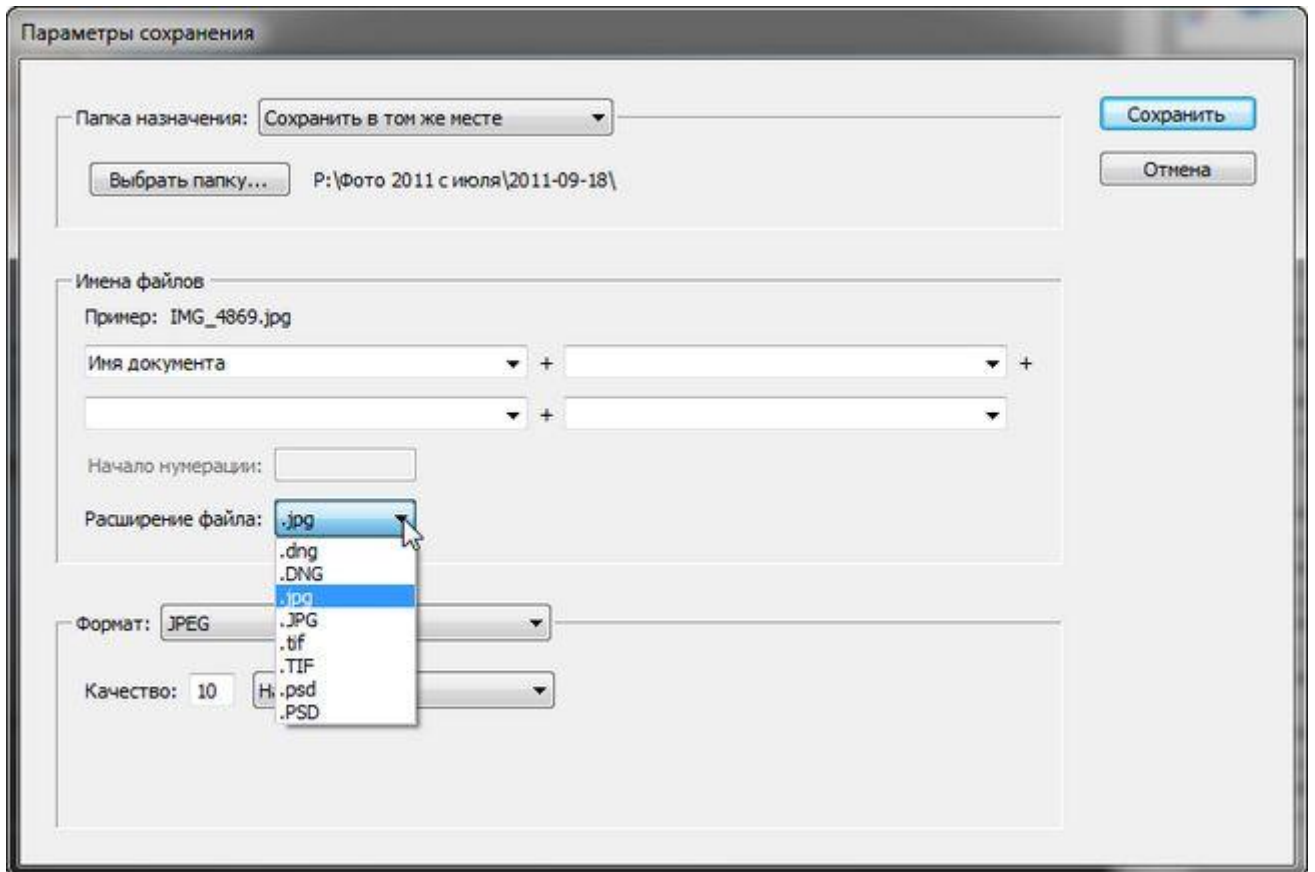 Параметры сохранения
Папка назначения: Сохранить в том же месте
Сохранить
Выбрать папку... P:\Фото 2011 с июля\2011-09-18\
Отмена
Имена файлов
Пример: IMG_4869.jpg
Имя документа + +
+
Начало нумерации:
Расширение файла: .jpg
.dng
.DNG
.jpg
.JPG
.tif
.TIF
.psd
.PSD
Формат: JPEG
Качество: 10